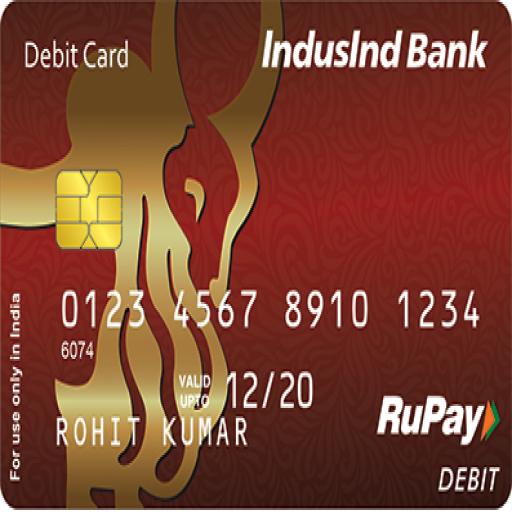 Debit Card
IndusInd Bank
0123 4567 8910 1234
6074
VALID
UPTO
12/20
ROHIT KUMAR
For use only in India
RuPay
DEBIT